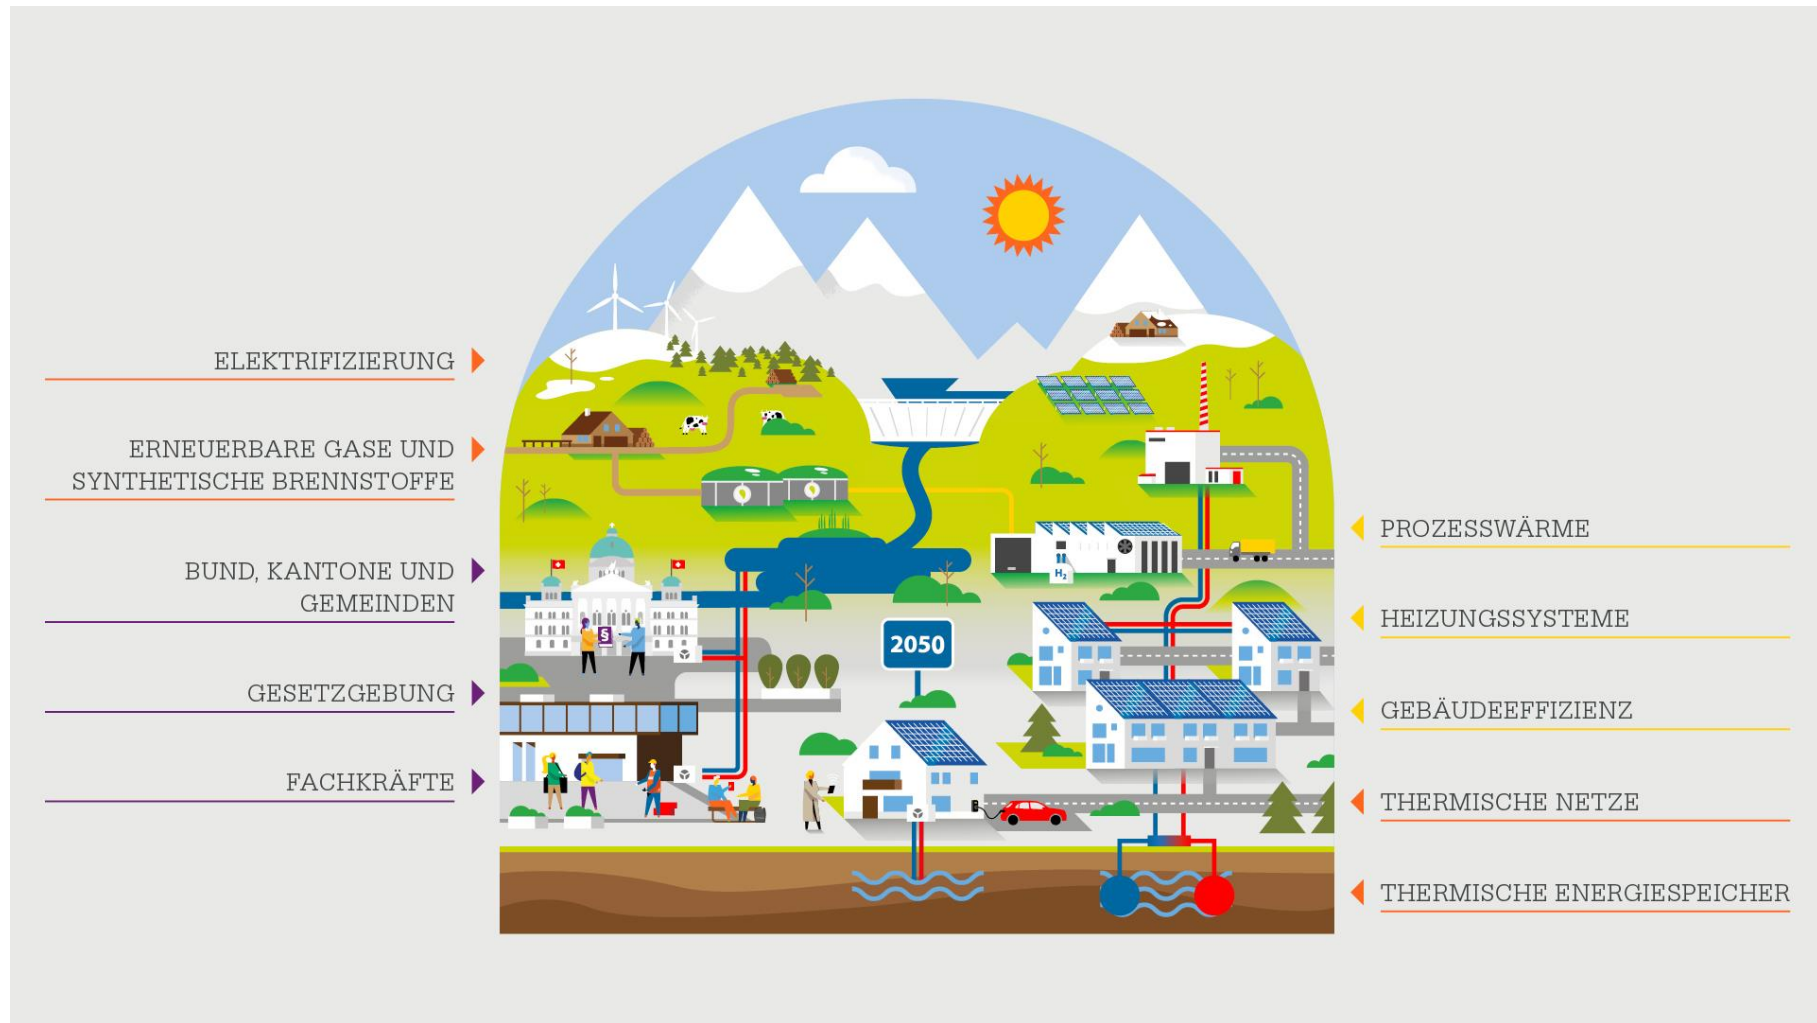 ELEKTRIFIZIERUNG
ERNEUERBARE GASE UND
SYNTHETISCHE BRENNSTOFFE
BUND, KANTONE UND
GEMEINDEN
GESETZGEBUNG
FACHKRÄFTE
§
H₂
2050
PROZESSWÄRME
HEIZUNGSSYSTEME
GEBÄUDEEFFIZIENZ
THERMISCHE NETZE
THERMISCHE ENERGIESPEICHER